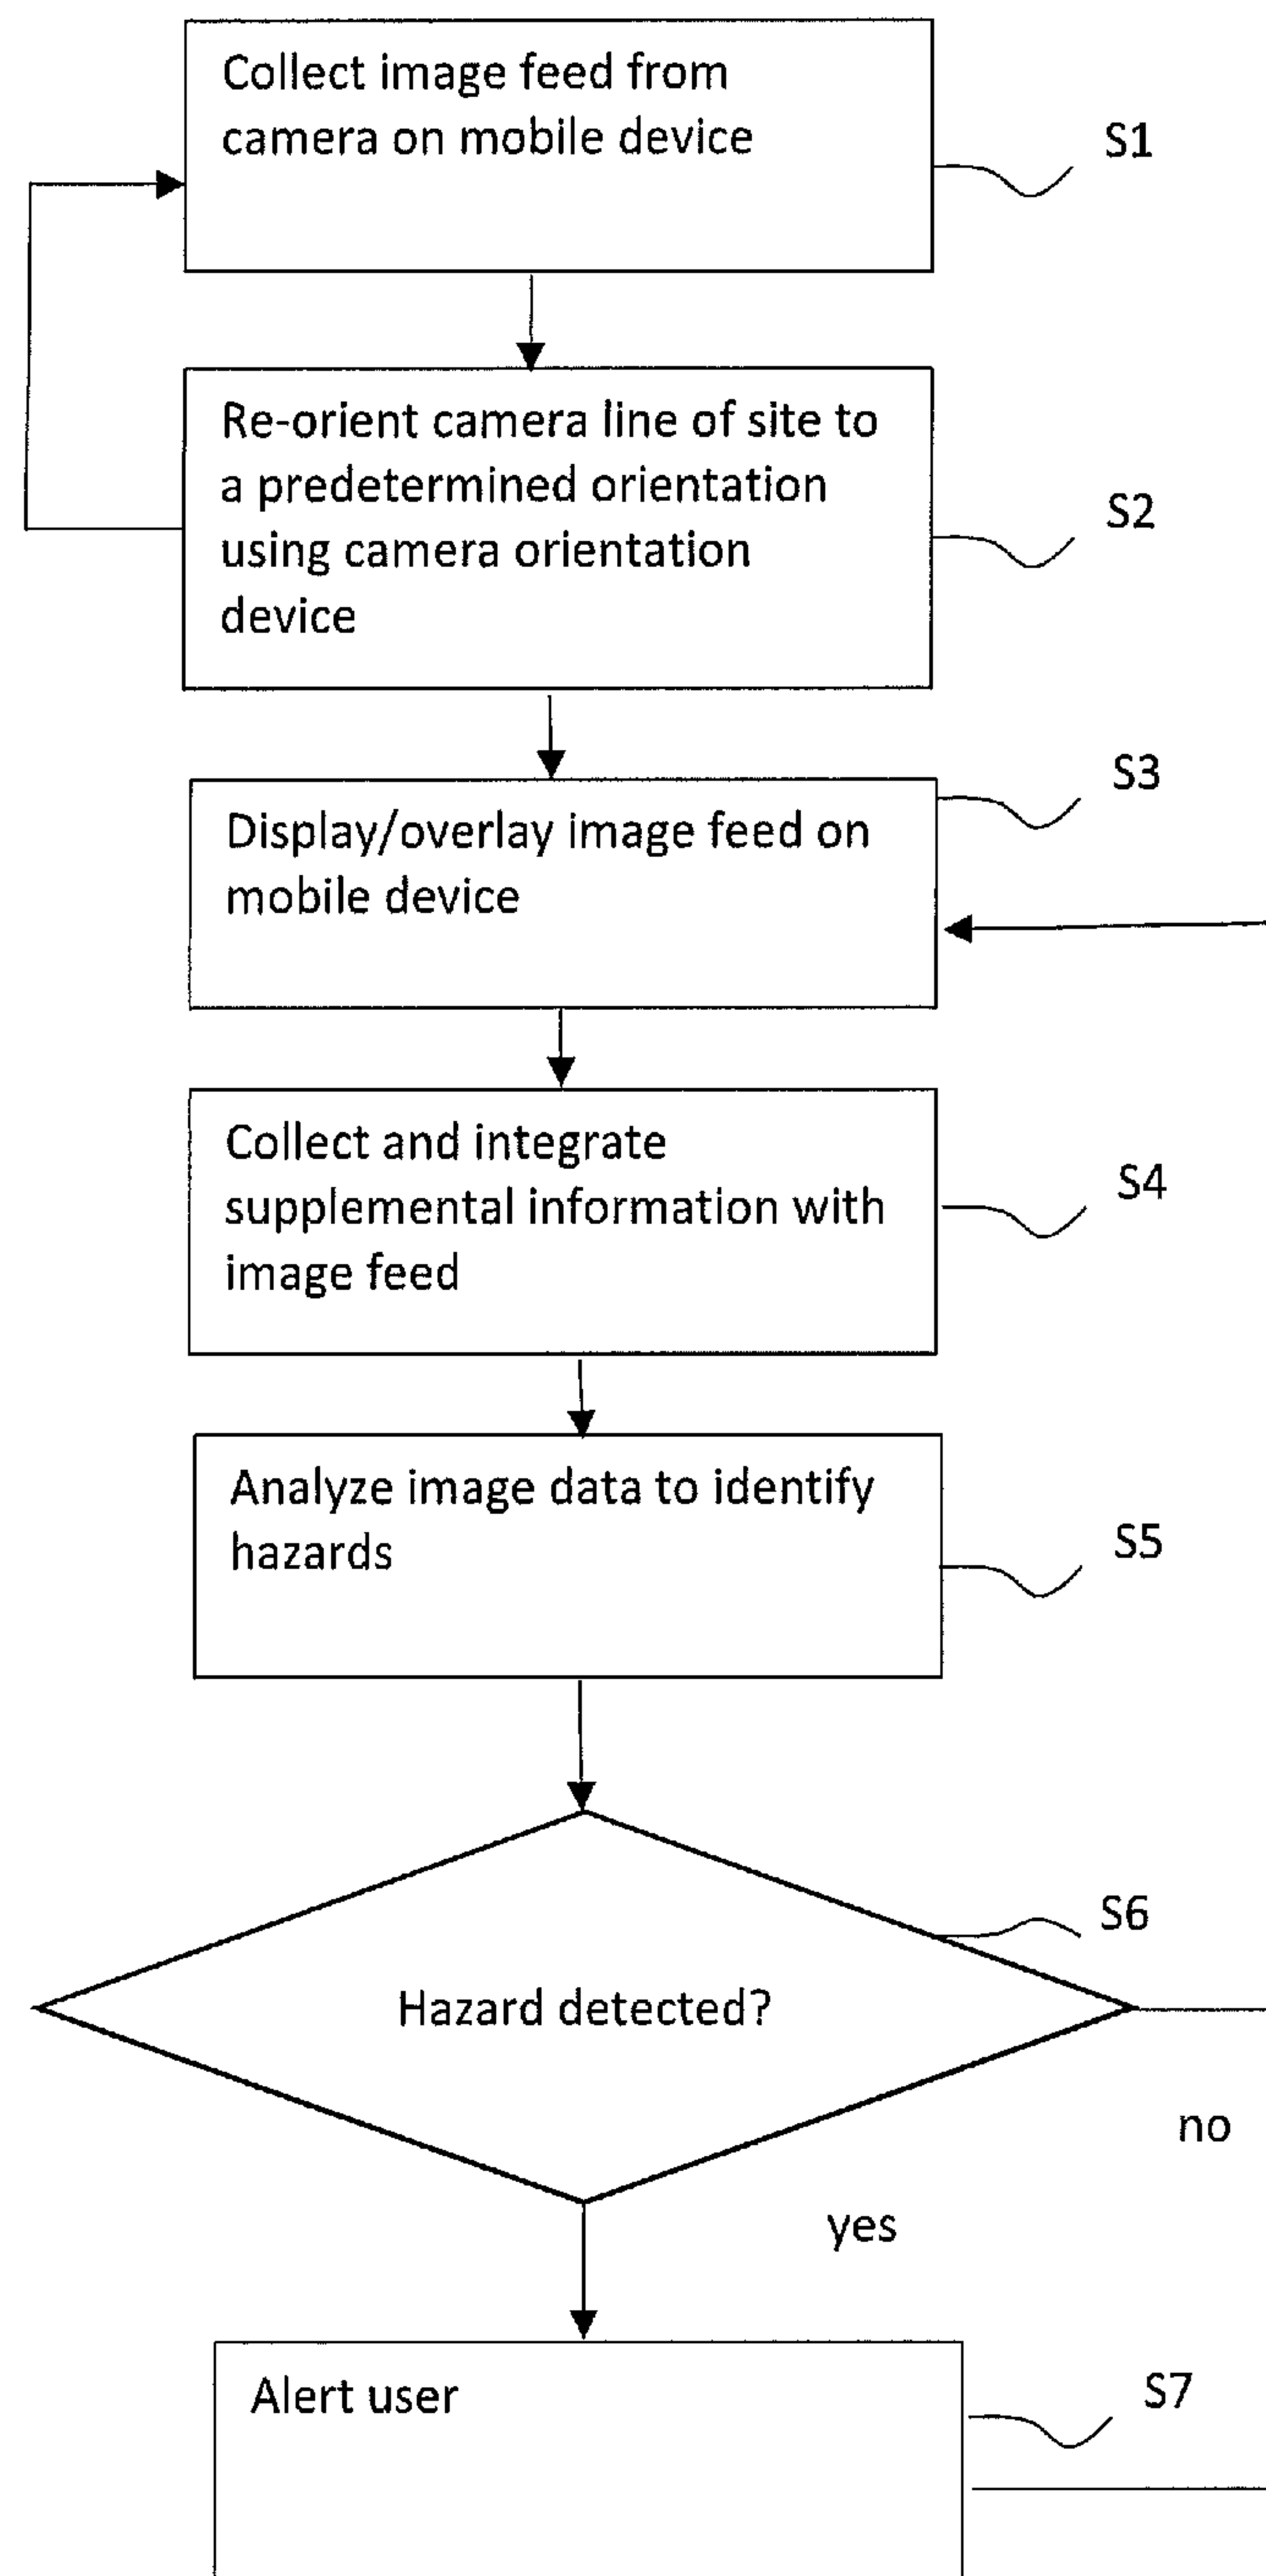 Collect image feed from
camera on mobile device
S1
Re-orient camera line of site to
a predetermined orientation
using camera orientation
device
S2
S3
Display/overlay image feed on
mobile device
Collect and integrate
supplemental information with
image feed
S4
Analyze image data to identify
hazards
S5
S6
Hazard detected?
no
yes
Alert user
S7